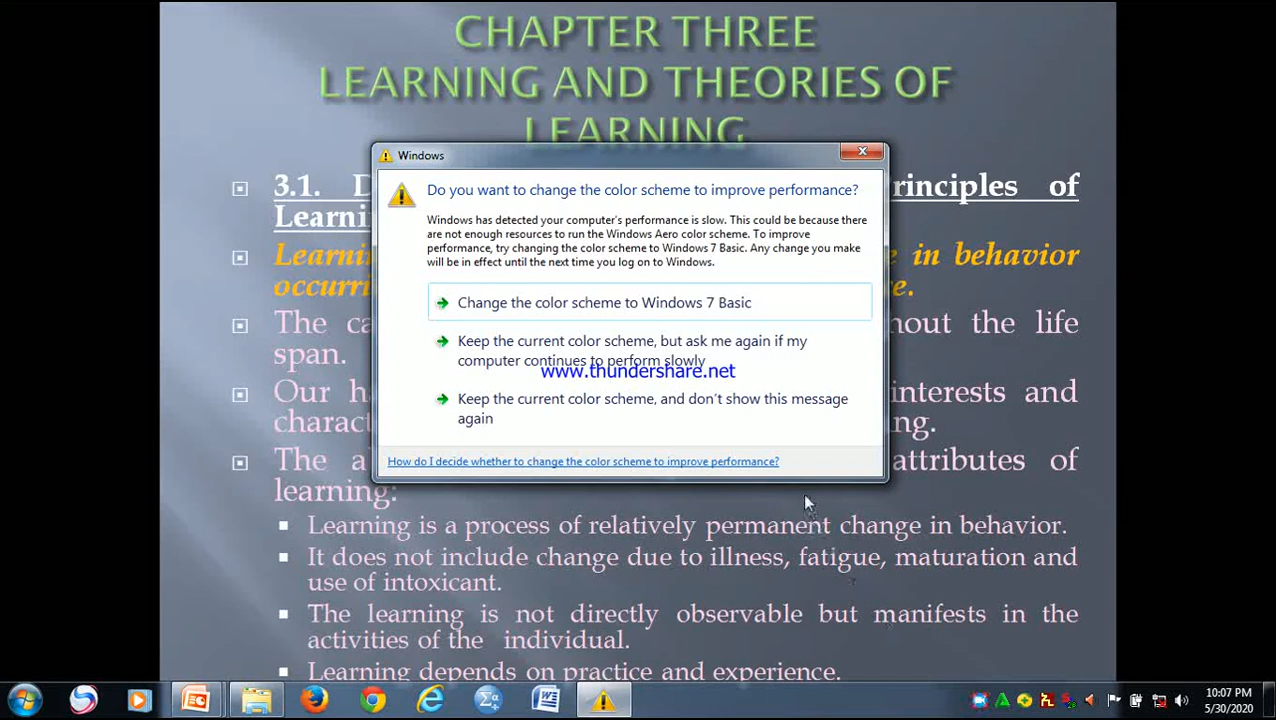 CHAPTER THREE
LEARNING AND THEORIES OF
LEARNING
Windows
Do you want to change the color scheme to improve performance?
Windows has detected your computer's performance is slow. This could be because there
are not enough resources to run the Windows Aero color scheme. To improve
performance, try changing the color scheme to Windows 7 Basic. Any change you make
will be in effect until the next time you log on to Windows.
Change the color scheme to Windows 7 Basic
Keep the current color scheme, but ask me again if my
computer continues to perform slowly
www.thundershare.net
Keep the current color scheme, and don't show this message
again
How do I decide whether to change the color scheme to improve performance?
3.1. rinciples of
in behavior
The
hout the life
span.
Our interests and
ng.
The attributes of
learning:
Learning is a process of relatively permanent change in behavior.
It does not include change due to illness, fatigue, maturation and
use of intoxicant.
The learning is not directly observable but manifests in the
activities of the individual.
Learning depends on practice and experience.
10:07 PM
5/30/2020